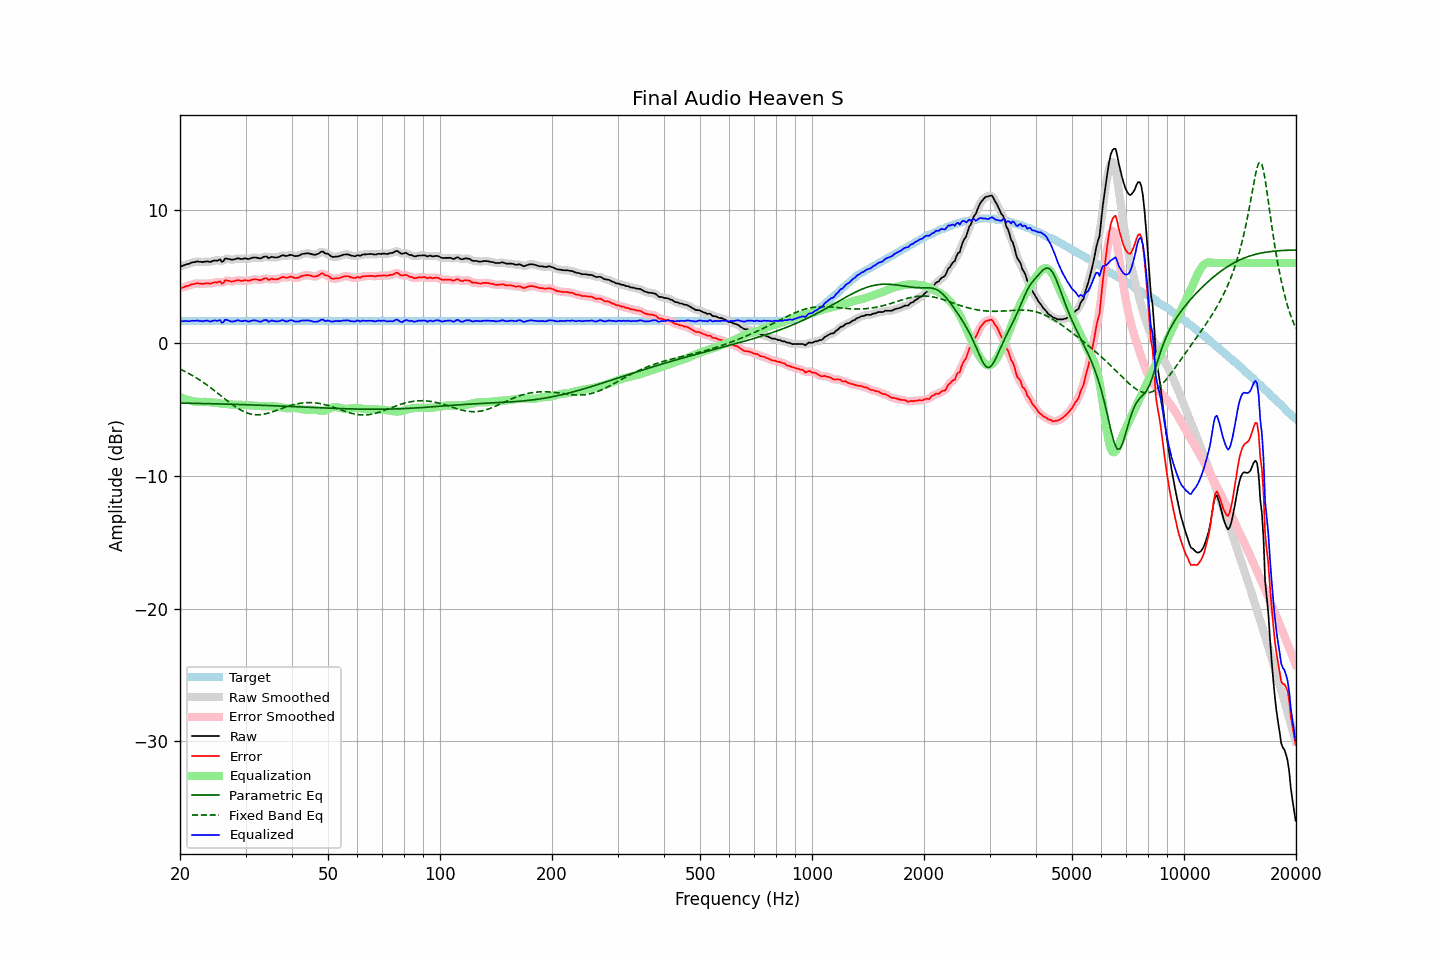 Final Audio Heaven S
10
0
−10
−20
−30
Amplitude (dBr)
Target
Raw Smoothed
Error Smoothed
Raw
Error
Equalization
Parametric Eq
Fixed Band Eq
Equalized
20 50 100 200 500 1000 2000 5000 10000 20000
Frequency (Hz)